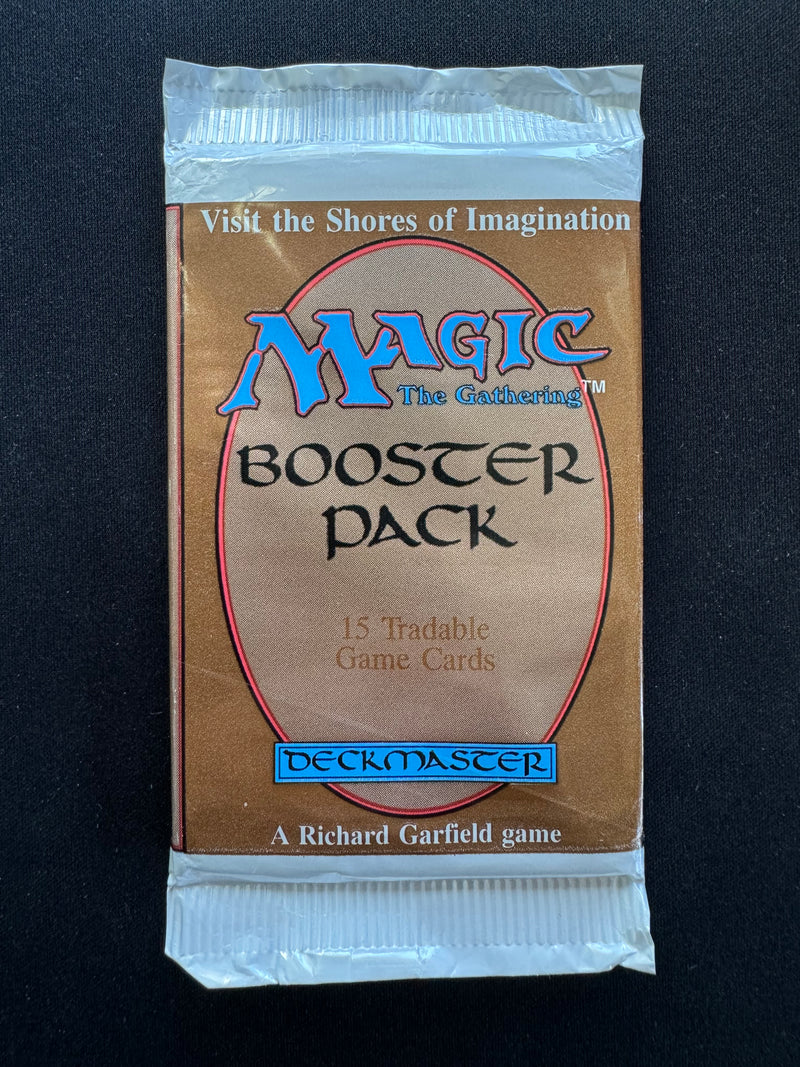 Visit the Shores of Imagination
MAGIC
The Gathering™
BOOSTER
PACK
15 Tradable
Game Cards
DECKMASTER
A Richard Garfield game